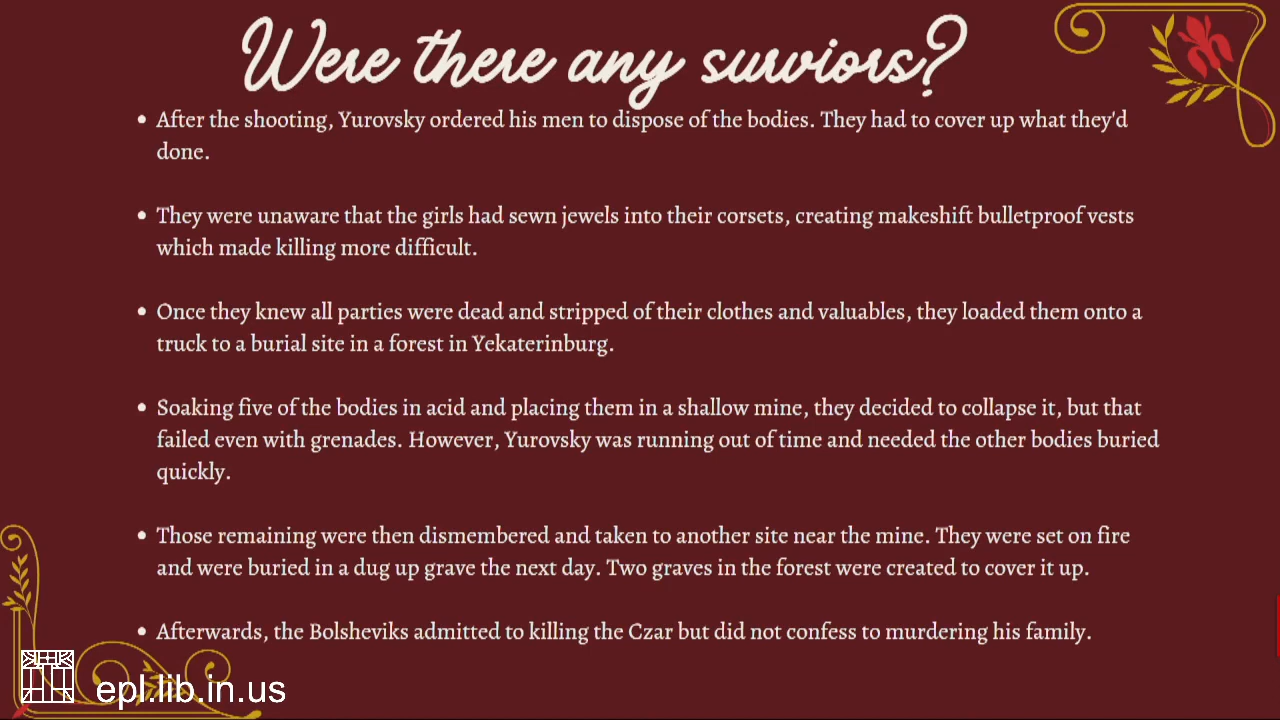 Were there any surviors?
• After the shooting, Yurovsky ordered his men to dispose of the bodies. They had to cover up what they'd
done.
• They were unaware that the girls had sewn jewels into their corsets, creating makeshift bulletproof vests
which made killing more difficult.
• Once they knew all parties were dead and stripped of their clothes and valuables, they loaded them onto a
truck to a burial site in a forest in Yekaterinburg.
• Soaking five of the bodies in acid and placing them in a shallow mine, they decided to collapse it, but that
failed even with grenades. However, Yurovsky was running out of time and needed the other bodies buried
quickly.
• Those remaining were then dismembered and taken to another site near the mine. They were set on fire
and were buried in a dug up grave the next day. Two graves in the forest were created to cover it up.
• Afterwards, the Bolsheviks admitted to killing the Czar but did not confess to murdering his family.
epl.lib.in.us